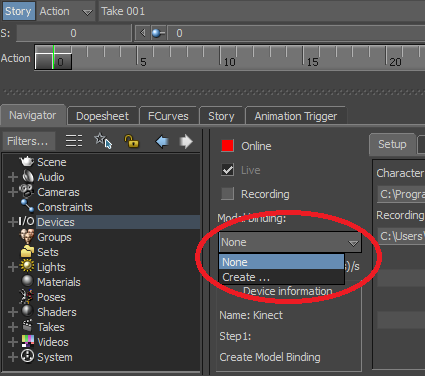 Story Action Take 001
S: 0 0
Action 0 5 10 15 20
Navigator Dopesheet FCurves Story Animation Trigger
Filters...
Scene
Audio
Cameras
Constraints
I/O Devices
Groups
Sets
Lights
Materials
Poses
Shaders
Takes
Videos
System
Online
Live
Recording
Model binding:
None
None
Create ...
)/s
Device information
Name: Kinect
Step1:
Create Model Binding
Setup
Character
C:\Progra
Recording
C:\Users\